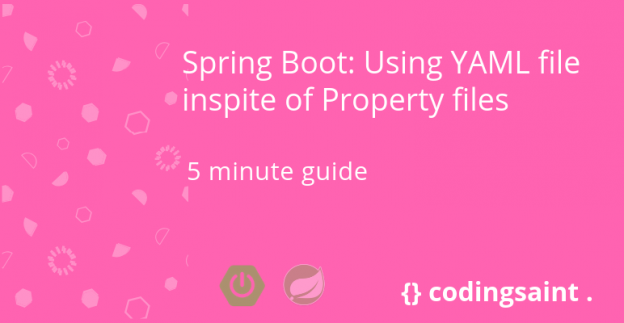 Spring Boot: Using YAML file
inspite of Property files
5 minute guide
{} codingsaint .